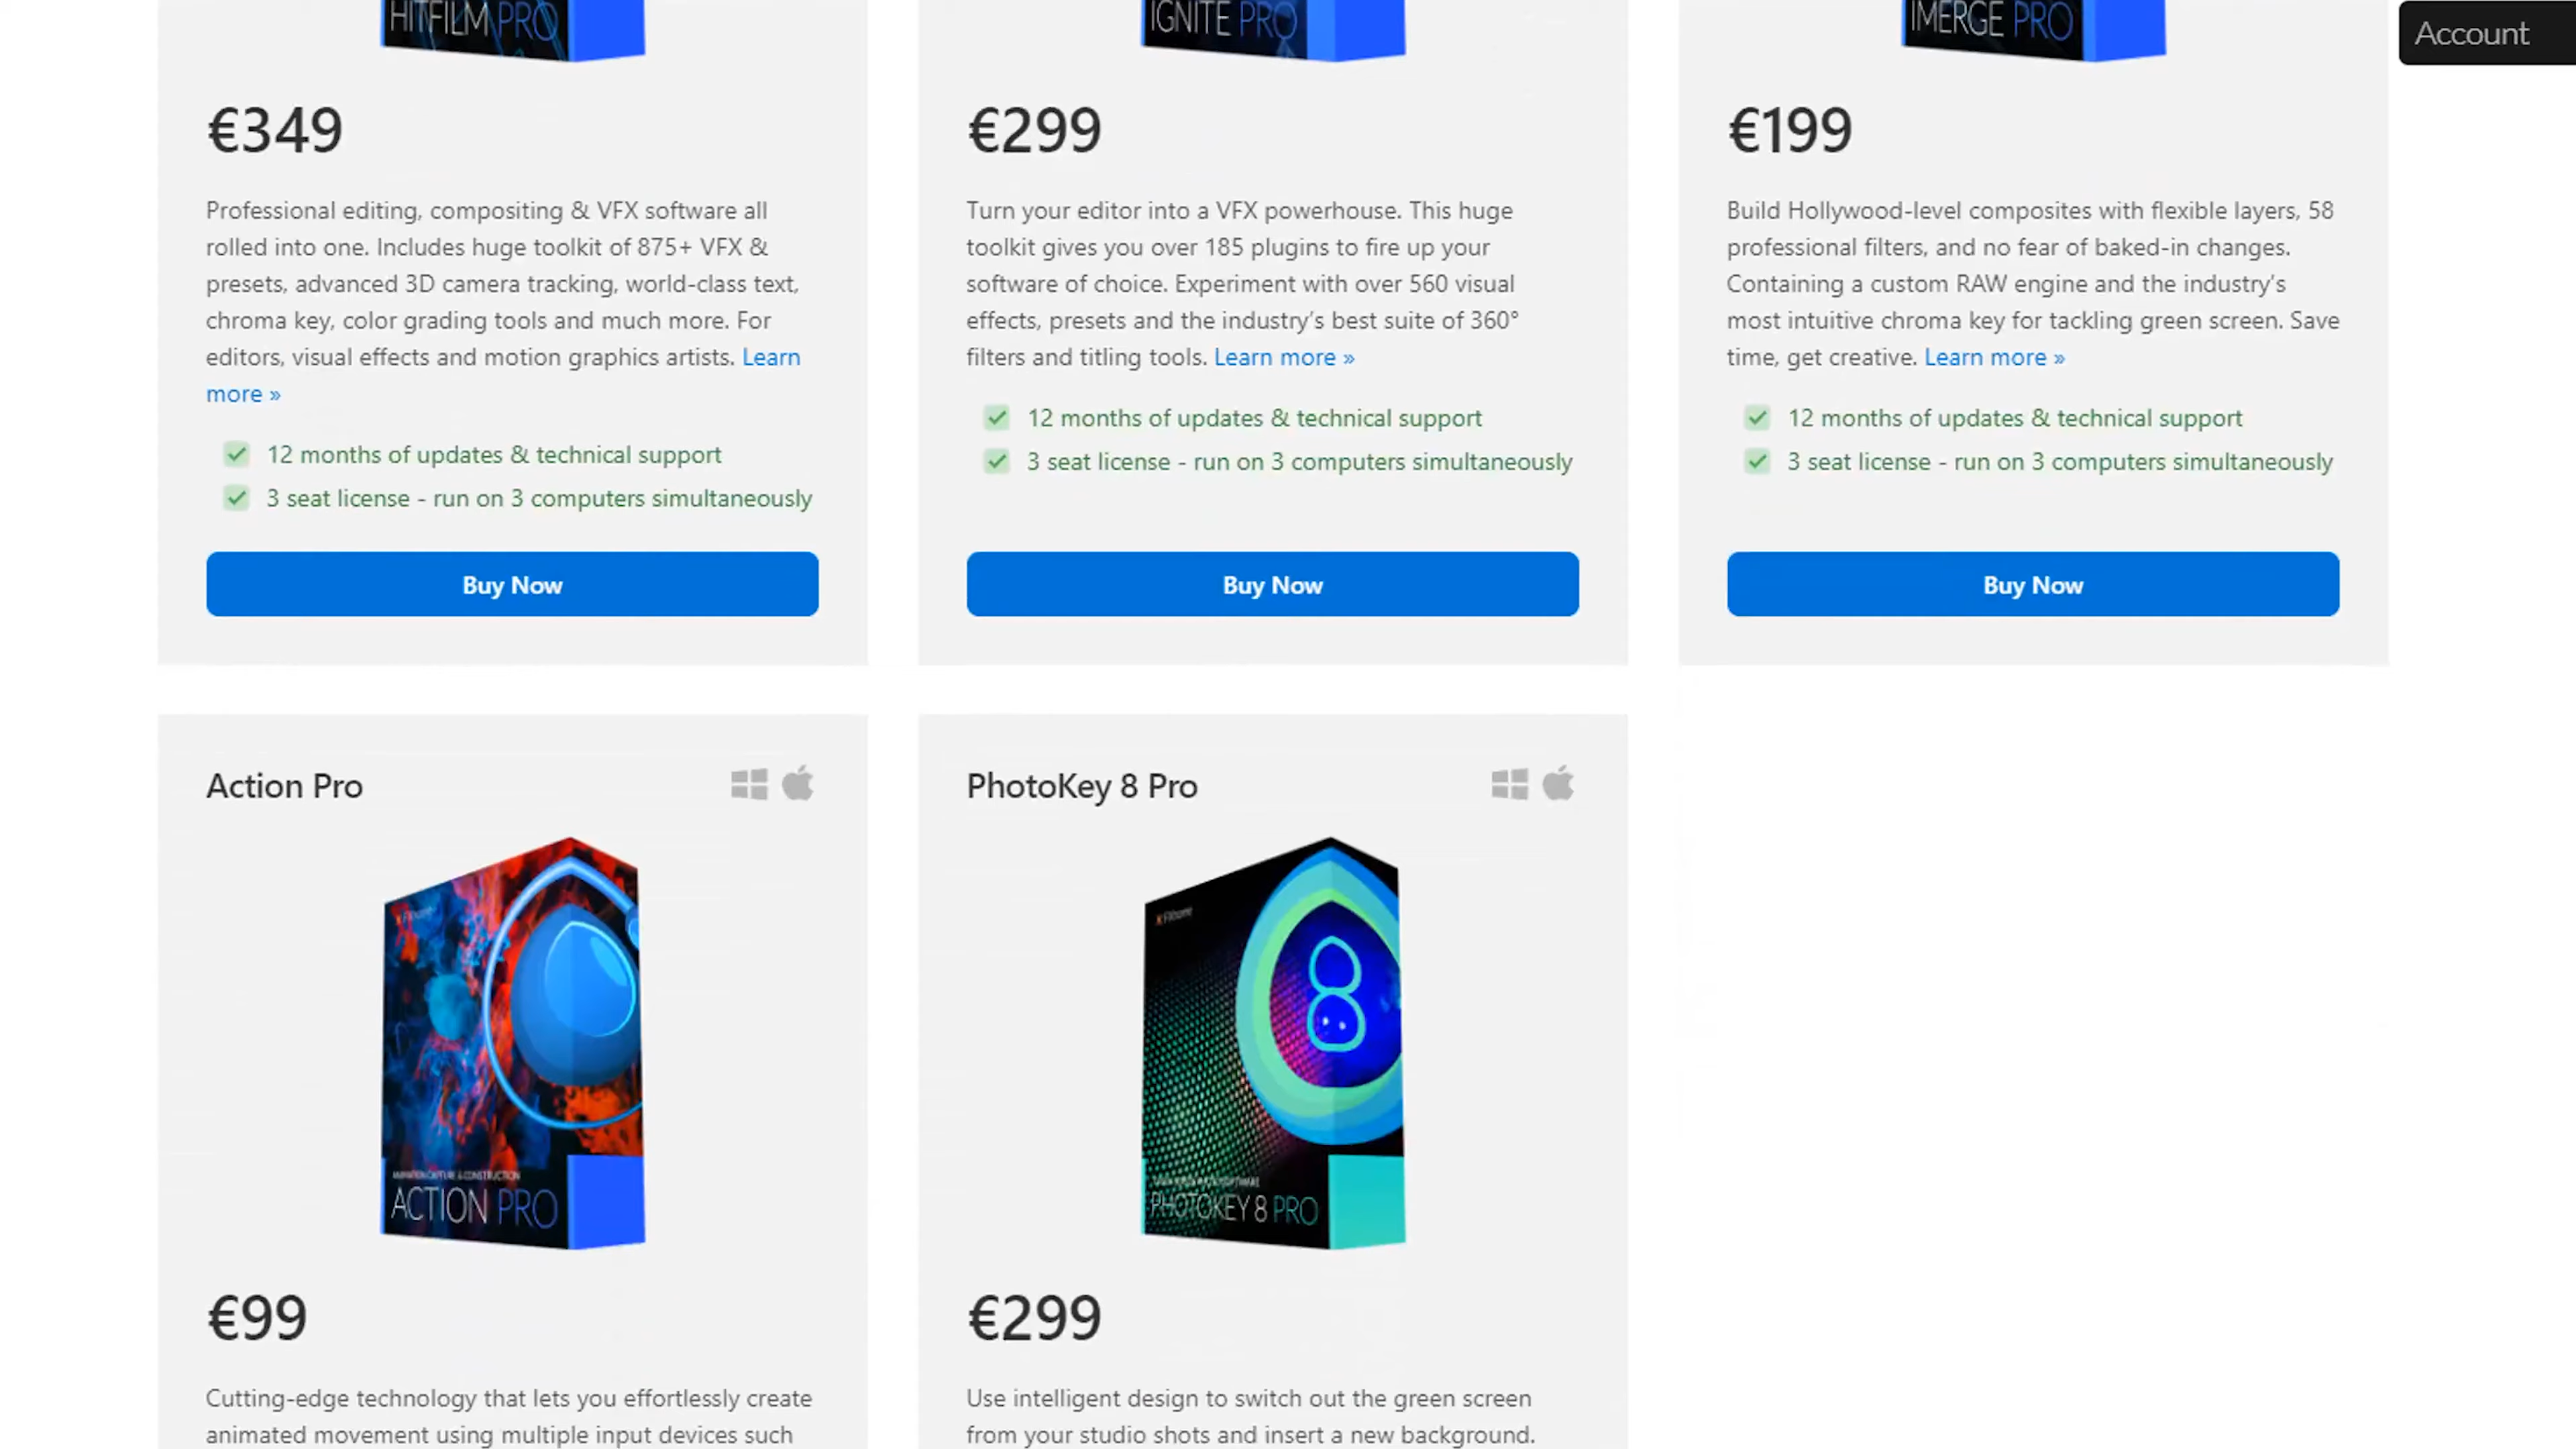 HITFILM PRO
IGNITE PRO
IMERGE PRO
Account
€349
Professional editing, compositing & VFX software all
rolled into one. Includes huge toolkit of 875+ VFX &
presets, advanced 3D camera tracking, world-class text,
chroma key, color grading tools and much more. For
editors, visual effects and motion graphics artists. Learn
more »
12 months of updates & technical support
3 seat license - run on 3 computers simultaneously
Buy Now
€299
Turn your editor into a VFX powerhouse. This huge
toolkit gives you over 185 plugins to fire up your
software of choice. Experiment with over 560 visual
effects, presets and the industry's best suite of 360°
filters and titling tools. Learn more »
12 months of updates & technical support
3 seat license - run on 3 computers simultaneously
Buy Now
€199
Build Hollywood-level composites with flexible layers, 58
professional filters, and no fear of baked-in changes.
Containing a custom RAW engine and the industry's
most intuitive chroma key for tackling green screen. Save
time, get creative. Learn more »
12 months of updates & technical support
3 seat license - run on 3 computers simultaneously
Buy Now
Action Pro
FXhome
ACTION PRO
€99
Cutting-edge technology that lets you effortlessly create
animated movement using multiple input devices such
PhotoKey 8 Pro
FXhome
8
PHOTOKEY 8 PRO
€299
Use intelligent design to switch out the green screen
from your studio shots and insert a new background.